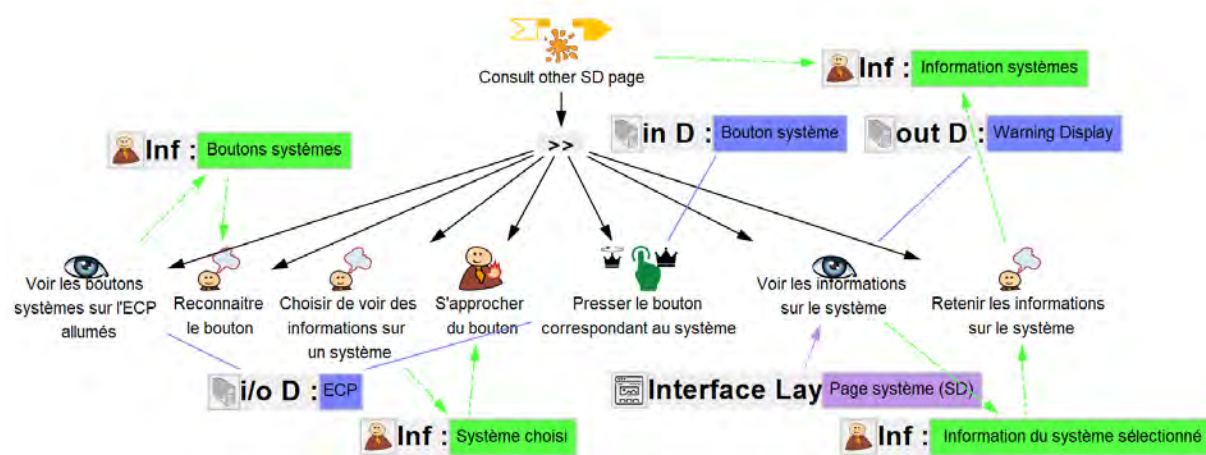 Consult other SD page
Inf : Information systèmes
>>
in D : Bouton système
out D : Warning Display
Inf : Boutons systèmes
Voir les boutons
systèmes sur l'ECP
allumés
Reconnaitre
le bouton
Choisir de voir des
informations sur
un système
S'approcher
du bouton
Presser le bouton
correspondant au système
Voir les informations
sur le système
Retenir les informations
sur le système
i/o D : ECP
Interface Lay Page système (SD)
Inf : Système choisi
Inf : Information du système sélectionné